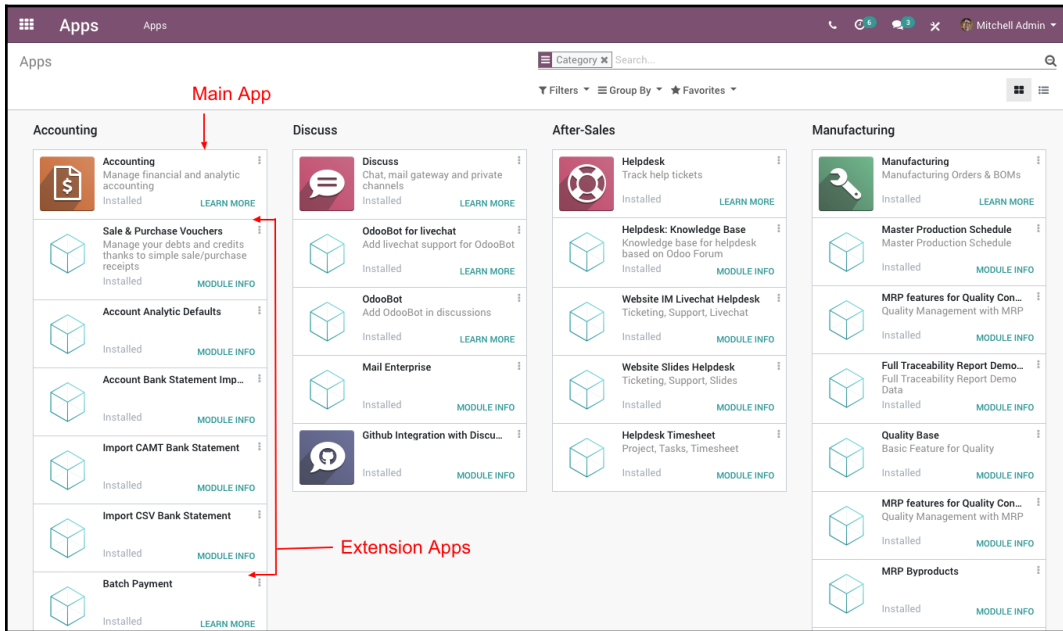 Apps Apps 6 3 Mitchell Admin
Apps
Category Search...
Filters Group By Favorites
Main App
Accounting
Accounting
Manage financial and analytic
accounting
Installed LEARN MORE
Sale & Purchase Vouchers
Manage your debts and credits
thanks to simple sale/purchase
receipts
Installed MODULE INFO
Account Analytic Defaults
Installed MODULE INFO
Account Bank Statement Imp...
Installed MODULE INFO
Import CAMT Bank Statement
Installed MODULE INFO
Import CSV Bank Statement
Installed MODULE INFO
Batch Payment
Installed LEARN MORE
Extension Apps
Discuss
Discuss
Chat, mail gateway and private
channels
Installed LEARN MORE
OdooBot for livechat
Add livechat support for OdooBot
Installed LEARN MORE
OdooBot
Add OdooBot in discussions
Installed LEARN MORE
Mail Enterprise
Installed MODULE INFO
Github Integration with Discu...
Installed MODULE INFO
After-Sales
Helpdesk
Track help tickets
Installed LEARN MORE
Helpdesk: Knowledge Base
Knowledge base for helpdesk
based on Odoo Forum
Installed MODULE INFO
Website IM Livechat Helpdesk
Ticketing, Support, Livechat
Installed MODULE INFO
Website Slides Helpdesk
Ticketing, Support, Slides
Installed MODULE INFO
Helpdesk Timesheet
Project, Tasks, Timesheet
Installed MODULE INFO
Manufacturing
Manufacturing
Manufacturing Orders & BOMs
Installed LEARN MORE
Master Production Schedule
Master Production Schedule
Installed MODULE INFO
MRP features for Quality Con...
Quality Management with MRP
Installed MODULE INFO
Full Traceability Report Demo...
Full Traceability Report Demo
Data
Installed MODULE INFO
Quality Base
Basic Feature for Quality
Installed MODULE INFO
MRP features for Quality Con...
Quality Management with MRP
Installed MODULE INFO
MRP Byproducts
Installed MODULE INFO